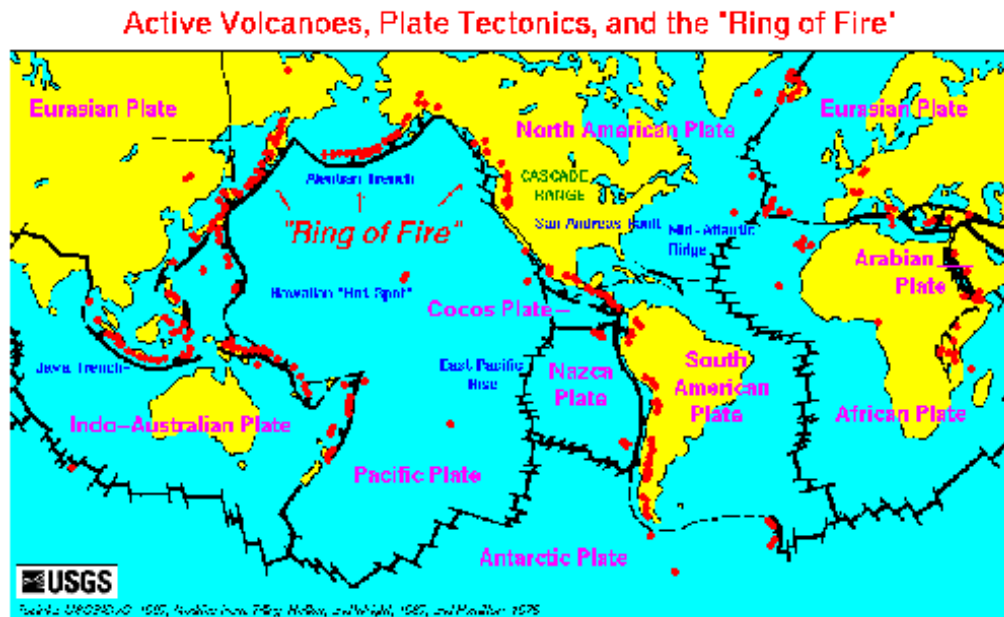 Active Volcanoes, Plate Tectonics, and the "Ring of Fire"
Eurasian Plate
North American Plate
Eurasian Plate
Aleutian Trench
CASCADE
RANGE
"Ring of Fire"
San Andreas Fault
Mid-Atlantic
Ridge
Arabian
Plate
Hawaiian "Hot Spot"
Cocos Plate
Java Trench
East Pacific
Rise
Nazca
Plate
South
American
Plate
Indo-Australian Plate
African Plate
Pacific Plate
Antarctic Plate
USGS